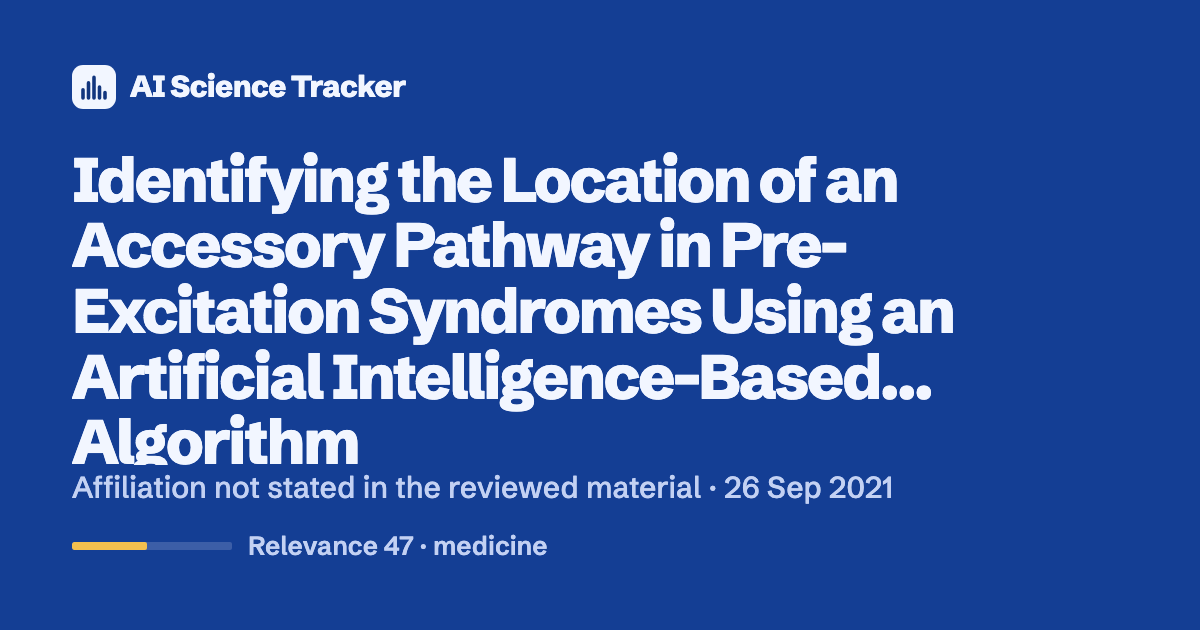 AI Science Tracker
Identifying the Location of an
Accessory Pathway in Pre-
Excitation Syndromes Using an
Artificial Intelligence-Based...
Algorithm
Affiliation not stated in the reviewed material · 26 Sep 2021
Relevance 47 · medicine